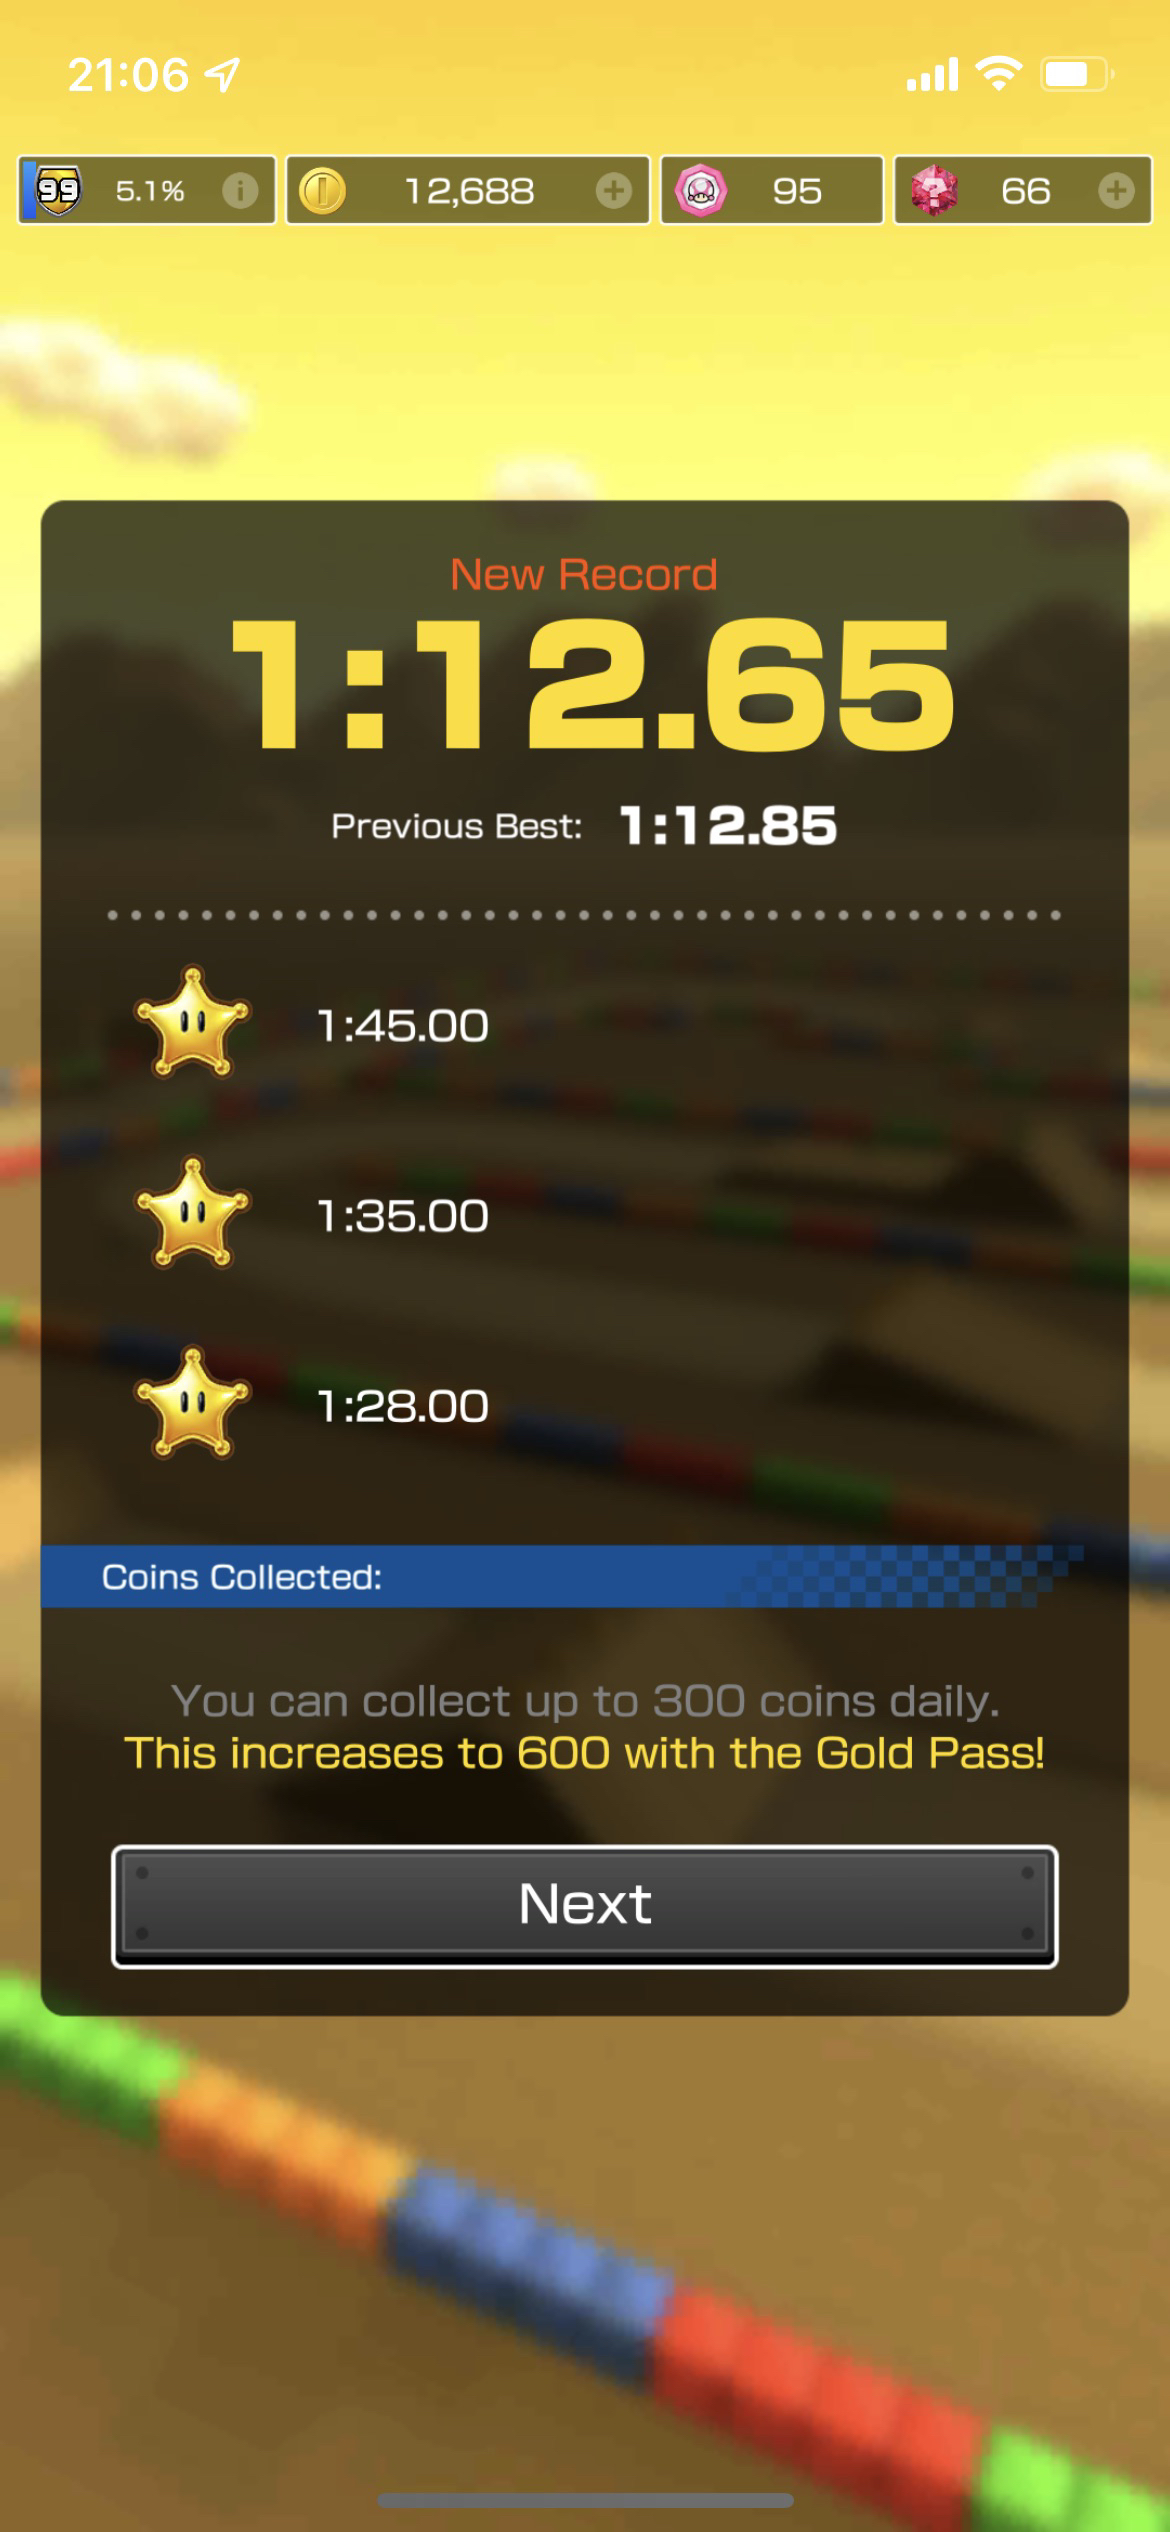 21:06
99 5.1% i 12,688 + 95 ? 66 +
New Record
1:12.65
Previous Best: 1:12.85
1:45.00
1:35.00
1:28.00
Coins Collected:
You can collect up to 300 coins daily.
This increases to 600 with the Gold Pass!
Next